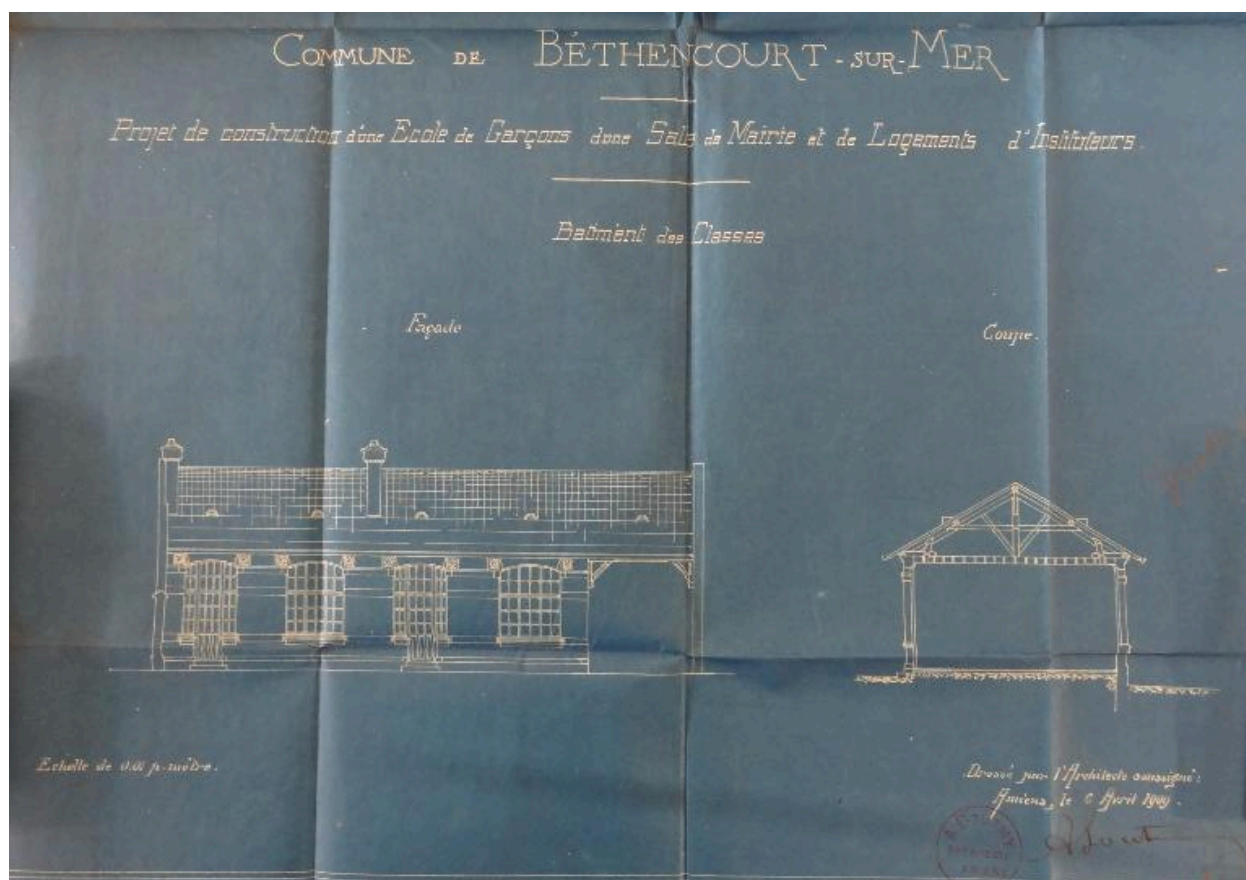 COMMUNE DE BÉTHENCOURT-SUR-MER
Projet de construction d'une Ecole de Garçons d'une Salle de Mairie et de Logements d'Instituteurs.
Batîment des Classes
Façade
Coupe.
Echelle de 0.01 p. mètre.
Dressé par l'Architecte soussigné:
Amiens, le 6 Avril 1909.